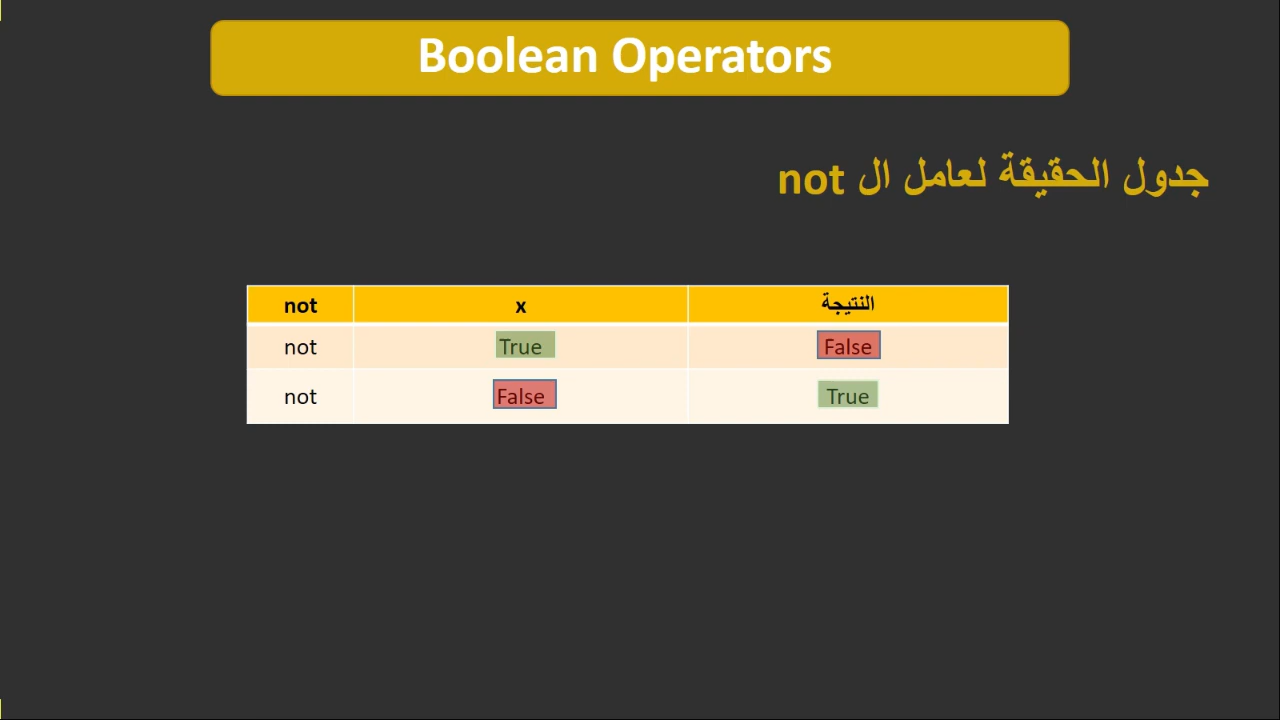 Boolean Operators
جدول الحقيقة لعامل ال not
not x النتيجة
not True False
not False True